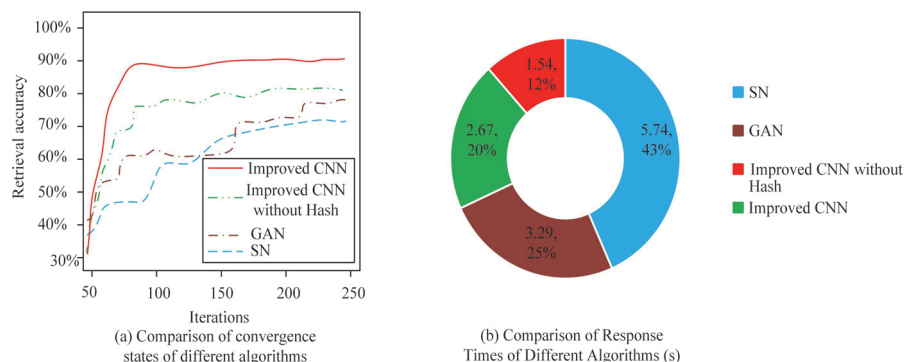 100%
90%
80%
70%
60%
50%
40%
30%
Retrieval accuracy
Improved CNN
Improved CNN
without Hash
GAN
SN
50
100
150
200
250
Iterations
(a) Comparison of convergence
states of different algorithms
1.54,
12%
2.67,
20%
5.74,
43%
3.29,
25%
SN
GAN
Improved CNN without
Hash
Improved CNN
(b) Comparison of Response
Times of Different Algorithms (s)